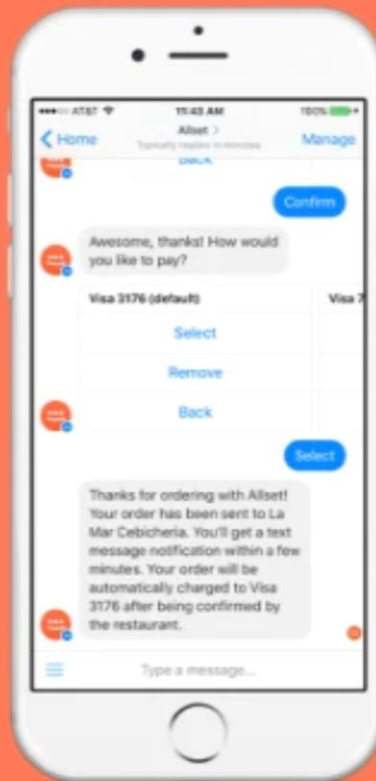 AT&T 11:43 AM 100%
Home Allset > Manage
Typically replies in minutes
Back
Confirm
Awesome, thanks! How would
you like to pay?
Visa 3176 (default) Visa 7
Select
Remove
Back
Select
Thanks for ordering with Allset!
Your order has been sent to La
Mar Cebicheria. You'll get a text
message notification within a few
minutes. Your order will be
automatically charged to Visa
3176 after being confirmed by
the restaurant.
Type a message...